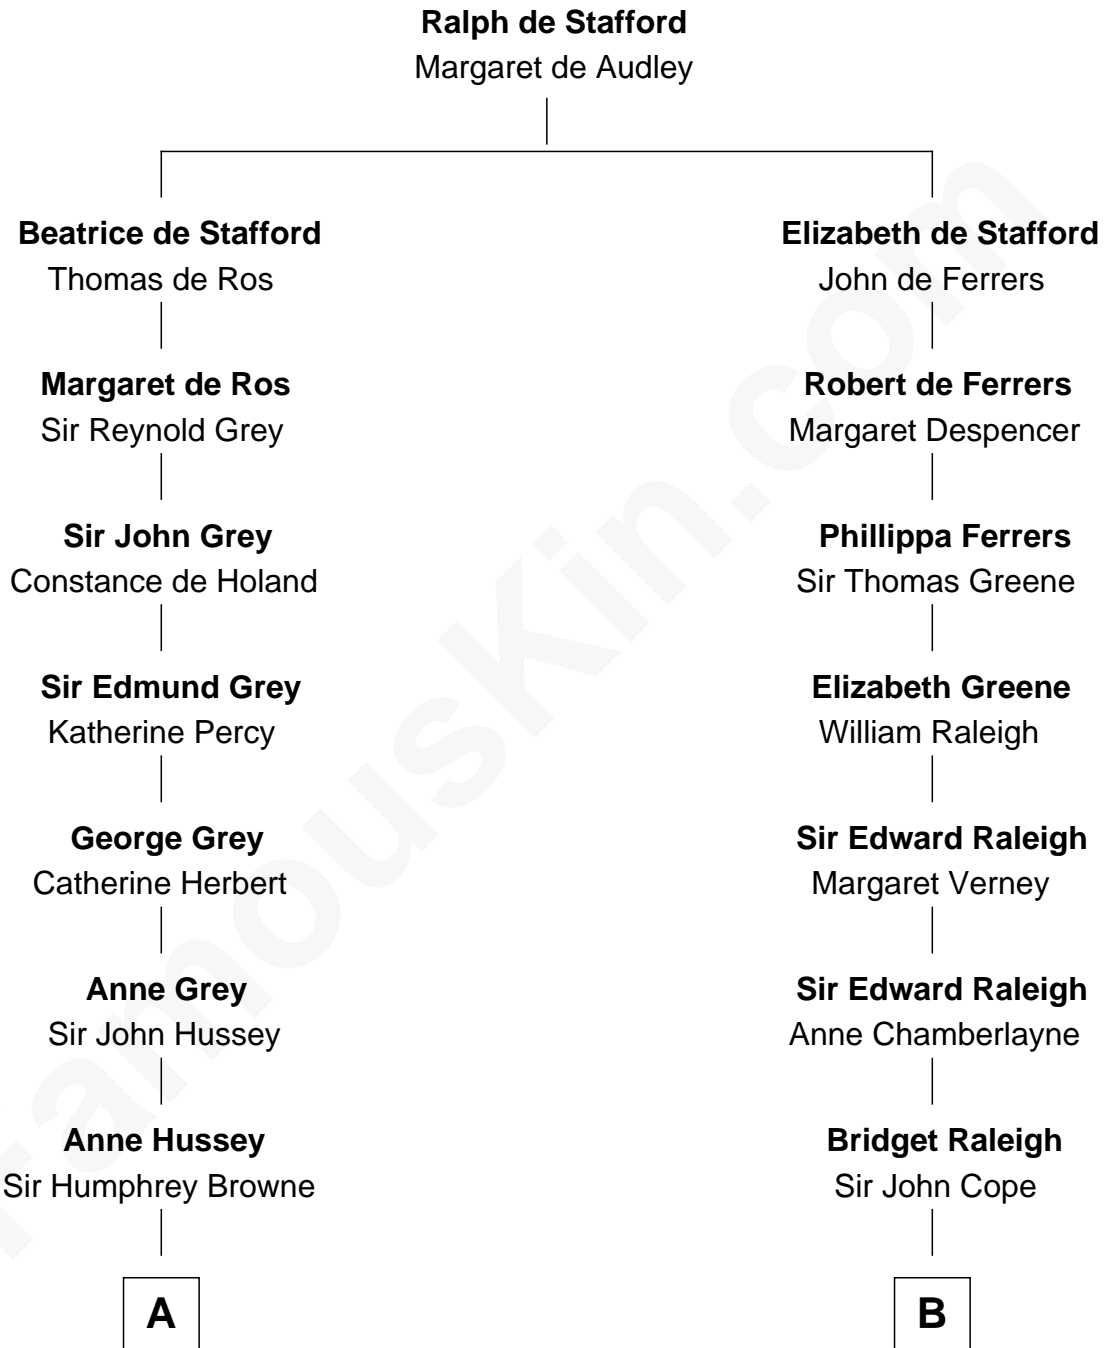 Ralph de Stafford
Margaret de Audley
Beatrice de Stafford
Thomas de Ros
Margaret de Ros
Sir Reynold Grey
Sir John Grey
Constance de Holand
Sir Edmund Grey
Katherine Percy
George Grey
Catherine Herbert
Anne Grey
Sir John Hussey
Anne Hussey
Sir Humphrey Browne
A
Elizabeth de Stafford
John de Ferrers
Robert de Ferrers
Margaret Despencer
Phillippa Ferrers
Sir Thomas Greene
Elizabeth Greene
William Raleigh
Sir Edward Raleigh
Margaret Verney
Sir Edward Raleigh
Anne Chamberlayne
Bridget Raleigh
Sir John Cope
B
FamousKin.com